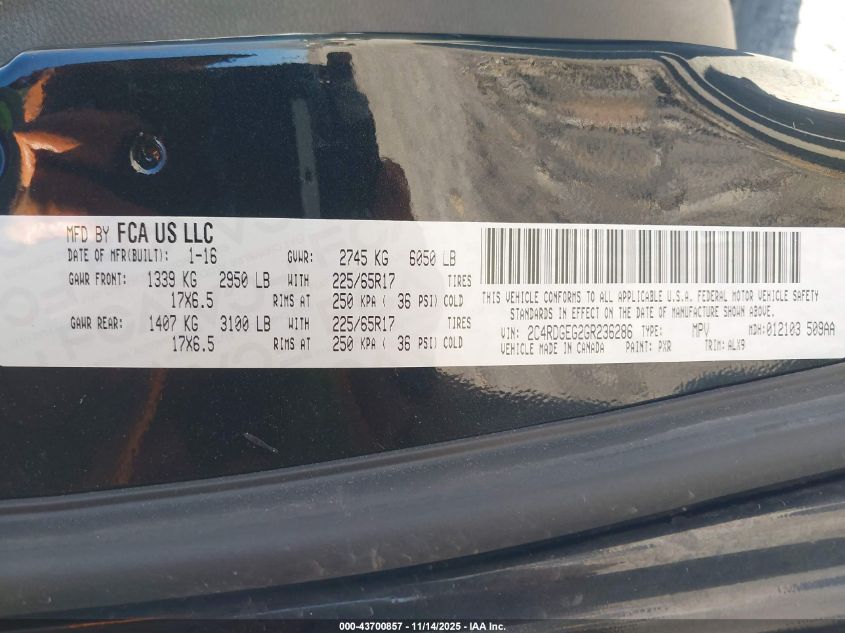 MFD BY FCA US LLC
DATE OF MFR(BUILT): 1-16 GVWR: 2745 KG 6050 LB
GAWR FRONT: 1339 KG 2950 LB WITH 225/65R17 TIRES
17X6.5 RIMS AT 250 KPA ( 36 PSI) COLD
GAWR REAR: 1407 KG 3100 LB WITH 225/65R17 TIRES
17X6.5 RIMS AT 250 KPA ( 36 PSI) COLD
THIS VEHICLE CONFORMS TO ALL APPLICABLE U.S.A. FEDERAL MOTOR VEHICLE SAFETY
STANDARDS IN EFFECT ON THE DATE OF MANUFACTURE SHOWN ABOVE.
VIN: 2C4RDGEG2GR236286 TYPE: MPV MDH: 012103 509AA
VEHICLE MADE IN CANADA PAINT: PXR TRIM: ALX9
000-43700857 - 11/14/2025 - IAA Inc.